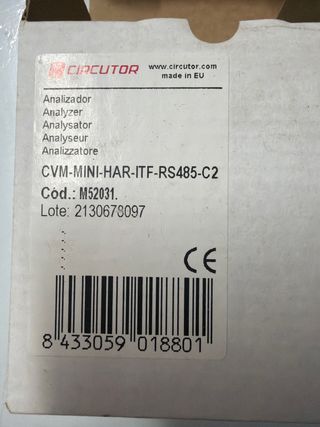 CIRCUTOR
www.circutor.com
made in EU
Analizador
Analyzer
Analysator
Analyseur
Analizzatore
CVM-MINI-HAR-ITF-RS485-C2
Cód.: M52031.
Lote: 2130678097
CE
8 433059 018801